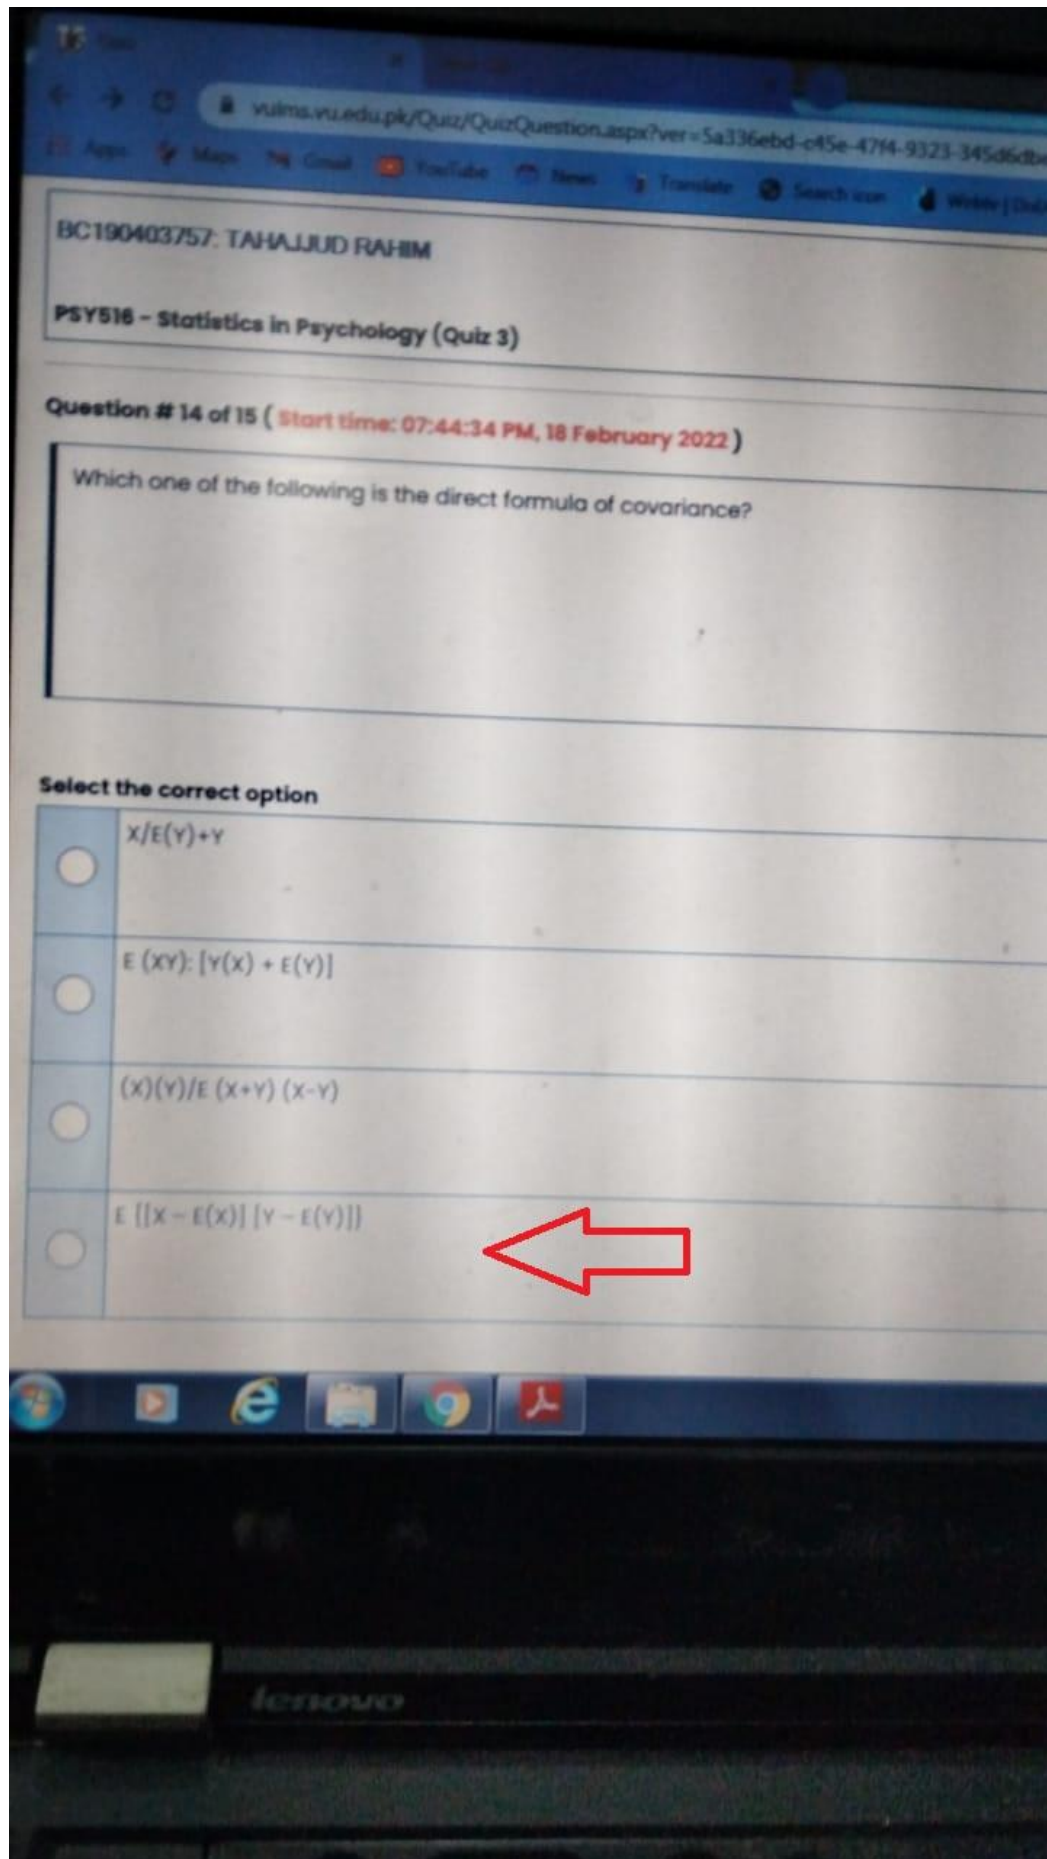 vulms.vu.edu.pk/Quiz/QuizQuestion.aspx?ver=5a336ebd-c45e-47f4-9323-345d6db
Apps Maps Gmail YouTube News Translate Search icon
BC190403757: TAHAJJUD RAHIM
PSY516 - Statistics in Psychology (Quiz 3)
Question # 14 of 15 ( Start time: 07:44:34 PM, 18 February 2022 )
Which one of the following is the direct formula of covariance?
Select the correct option
X/E(Y)+Y
E (XY): [Y(X) + E(Y)]
(X)(Y)/E (X+Y) (X-Y)
E {[X – E(X)] [Y – E(Y)]}
lenovo